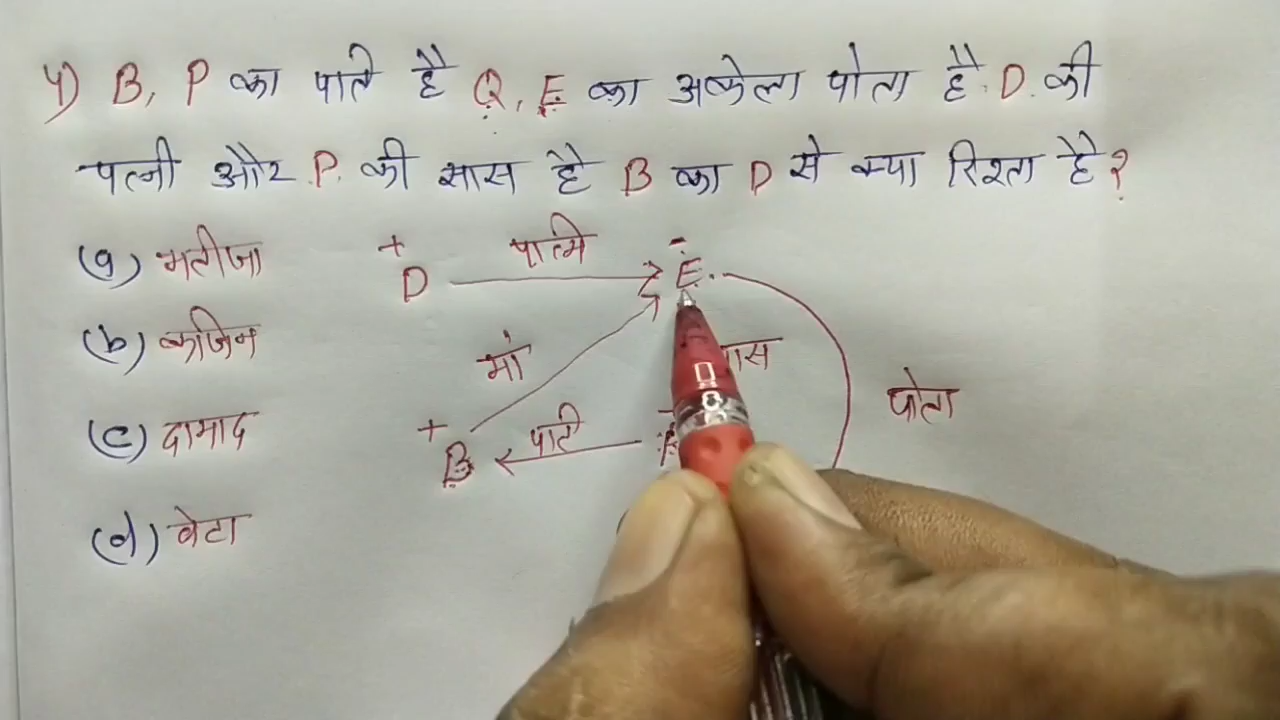 4) B, P का पति है Q, E का अकेला पोता है. D. की
पत्नी और P. की सास है B का D से क्या रिश्ता है?
(a) भतीजा
(b) कजिन
(c) दामाद
(d) बेटा
+ D पत्नि - E.
मां
पोता
+ B पति